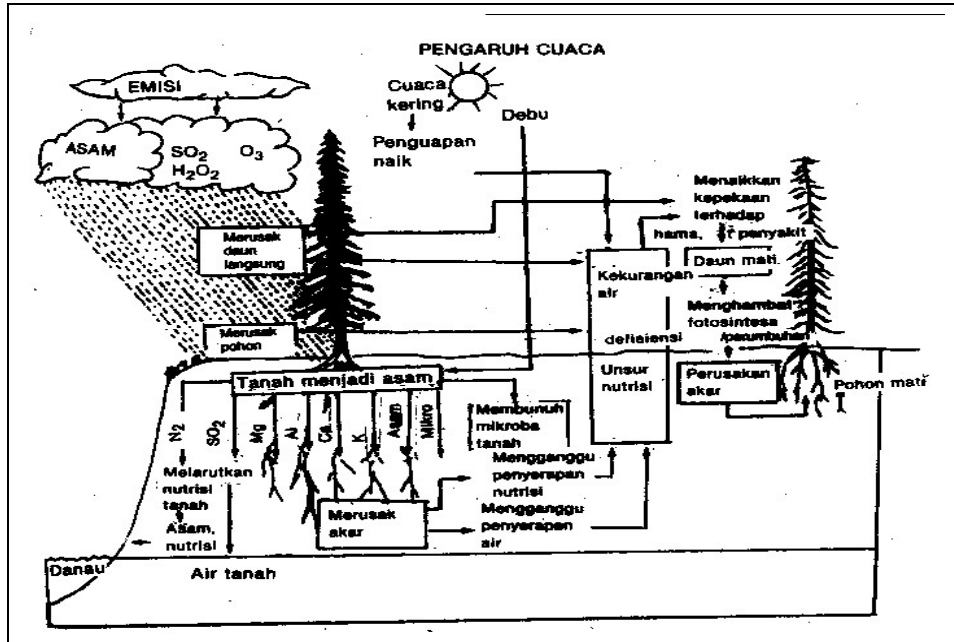 PENGARUH CUACA
EMISI
ASAM
SO₂
O₃
H₂O₂
Cuaca
kering
Penguapan
naik
Debu
Merusak
daun
langsung
Merusak
pohon
Menaikkan
kepekaan
terhadap
hama,
penyakit
Daun mati.
Menghambat
fotosintesa
/parumbuhan
Perusakan
akar
Pohon mati
Kekurangan
air
defisiensi
Unsur
nutrisi
Tanah menjadi asam
N₂
SO₂
Mg
Al
CA
K
Asam
Mikro
Membunuh
mikroba
tanah
Melarutkan
nutrisi
tanah
Asam,
nutrisi
Merusak
akar
Mengganggu
penyerapan
nutrisi
Mengganggu
penyerapan
air
Danau
Air tanah